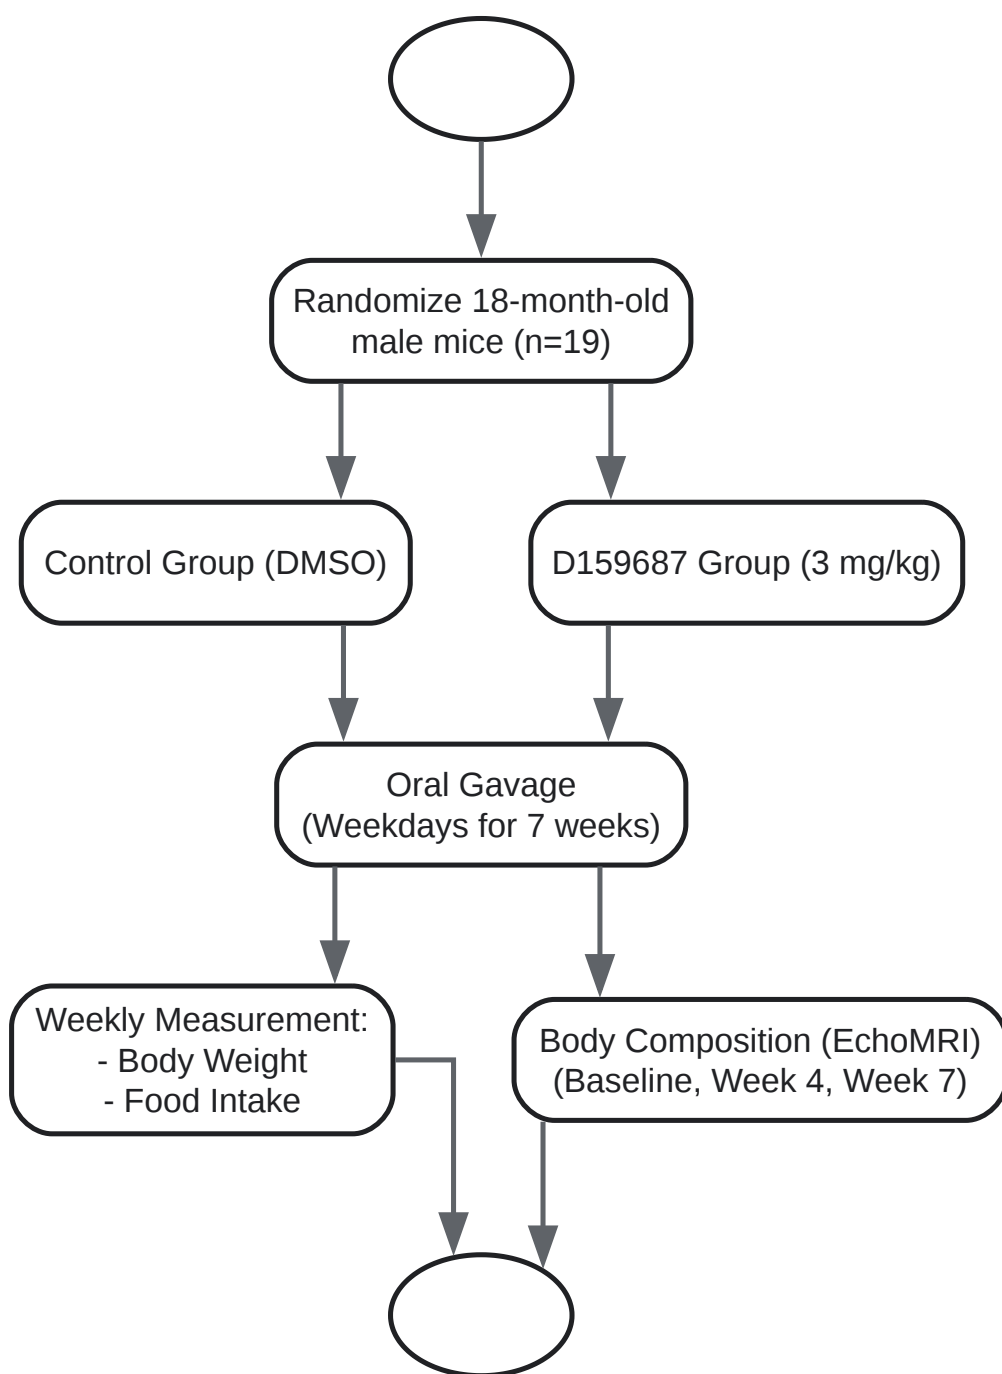 Randomize 18-month-old
male mice (n=19)
Control Group (DMSO)
D159687 Group (3 mg/kg)
Oral Gavage
(Weekdays for 7 weeks)
Weekly Measurement:
- Body Weight
- Food Intake
Body Composition (EchoMRI)
(Baseline, Week 4, Week 7)